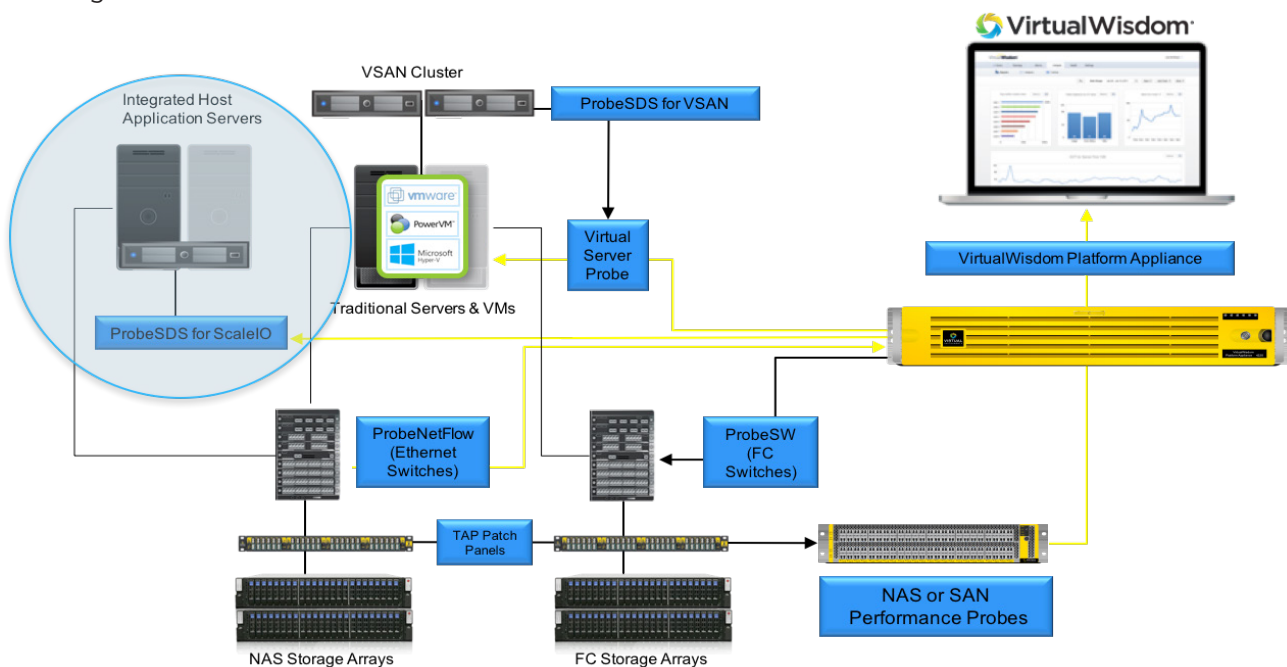 VirtualWisdom
VSAN Cluster
ProbeSDS for VSAN
Integrated Host
Application Servers
vmware
PowerVM
Microsoft
Hyper-V
Virtual
Server
Probe
VirtualWisdom Platform Appliance
Traditional Servers & VMs
ProbeSDS for ScaleIO
VIRTUAL
ProbeNetFlow
(Ethernet
Switches)
ProbeSW
(FC
Switches)
TAP Patch
Panels
NAS or SAN
Performance Probes
NAS Storage Arrays
FC Storage Arrays